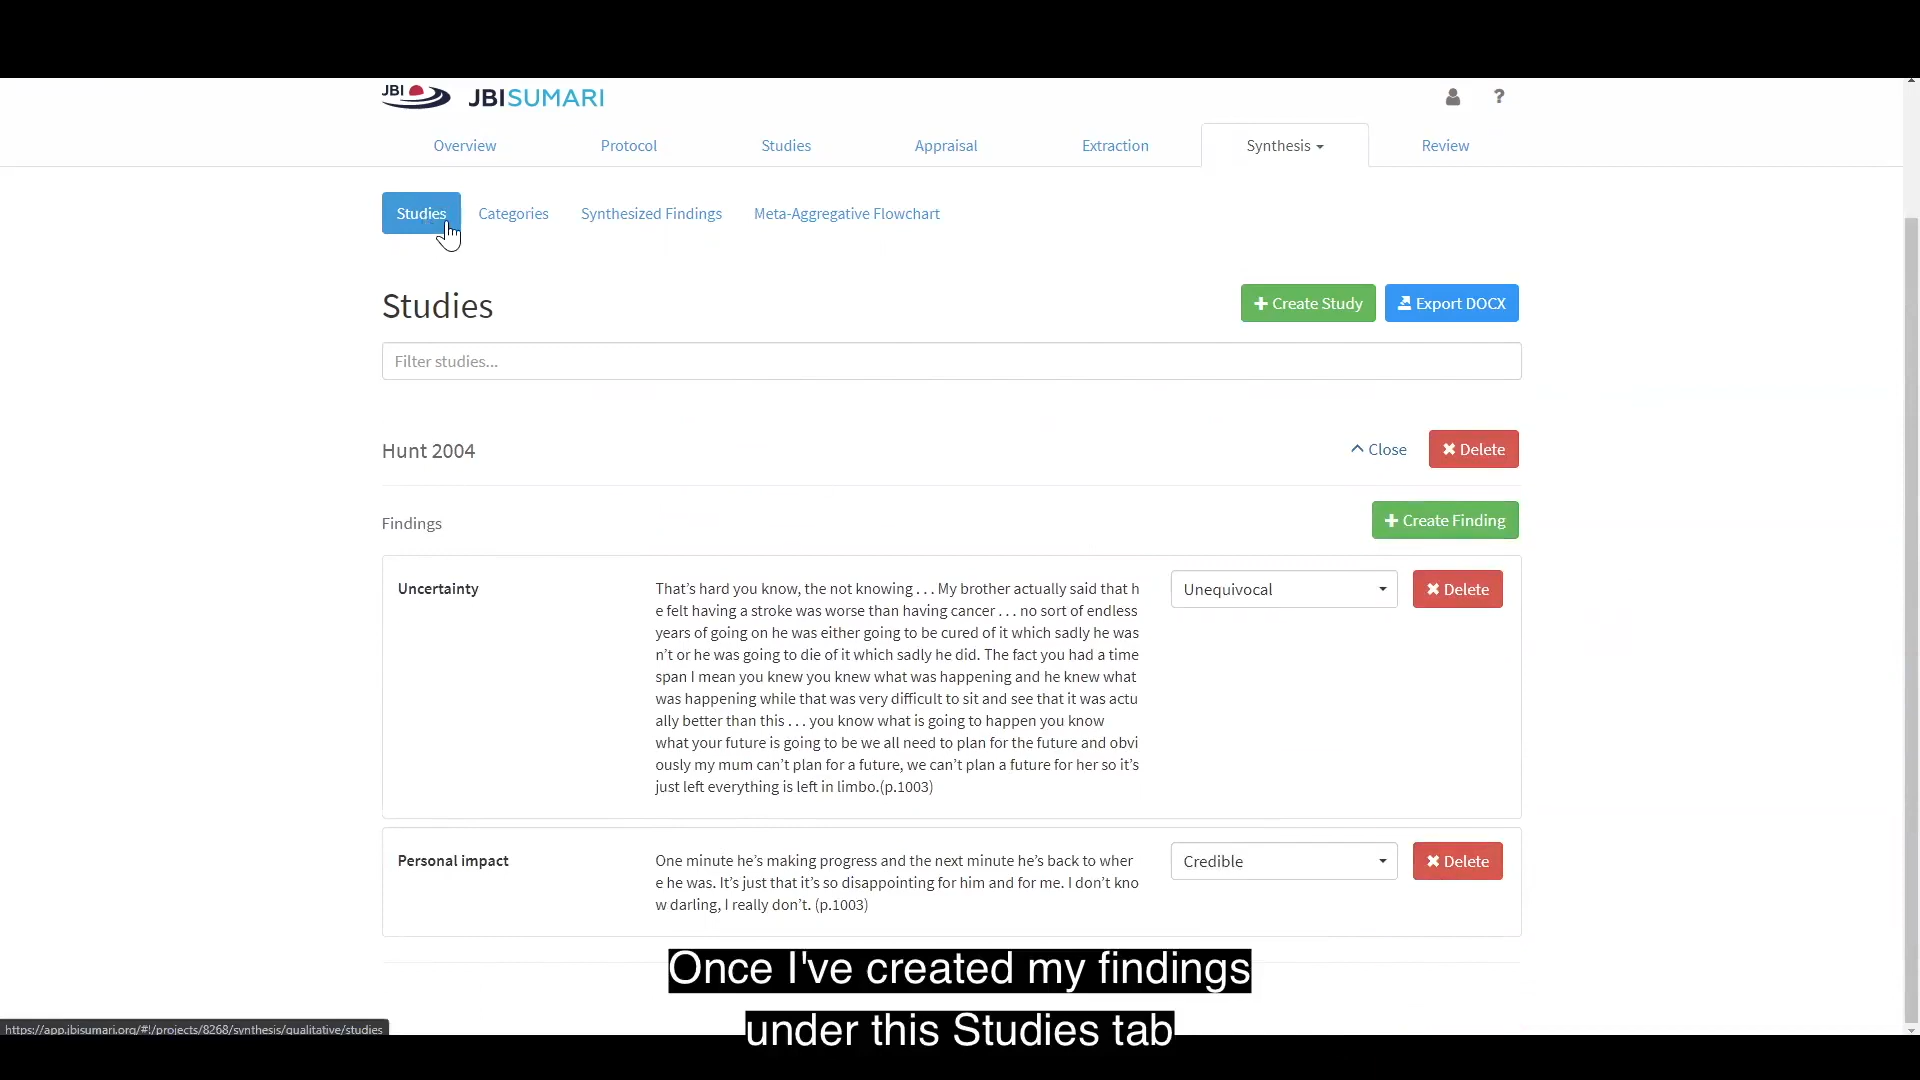 JBI JBISUMARI ?
Overview Protocol Studies Appraisal Extraction Synthesis Review
Studies Categories Synthesized Findings Meta-Aggregative Flowchart
Studies
Create Study Export DOCX
Filter studies...
Hunt 2004
Close Delete
Findings
Create Finding
Uncertainty
That's hard you know, the not knowing . . . My brother actually said that h
e felt having a stroke was worse than having cancer . . . no sort of endless
years of going on he was either going to be cured of it which sadly he was
n't or he was going to die of it which sadly he did. The fact you had a time
span I mean you knew you knew what was happening and he knew what
was happening while that was very difficult to sit and see that it was actu
ally better than this . . . you know what is going to happen you know
what your future is going to be we all need to plan for the future and obvi
ously my mum can't plan for a future, we can't plan a future for her so it's
just left everything is left in limbo.(p.1003)
Unequivocal
Delete
Personal impact
One minute he's making progress and the next minute he's back to wher
e he was. It's just that it's so disappointing for him and for me. I don't kno
w darling, I really don't. (p.1003)
Credible
Delete
Once I've created my findings
under this Studies tab
https://app.jbisumari.org/#!/projects/8268/synthesis/qualitative/studies